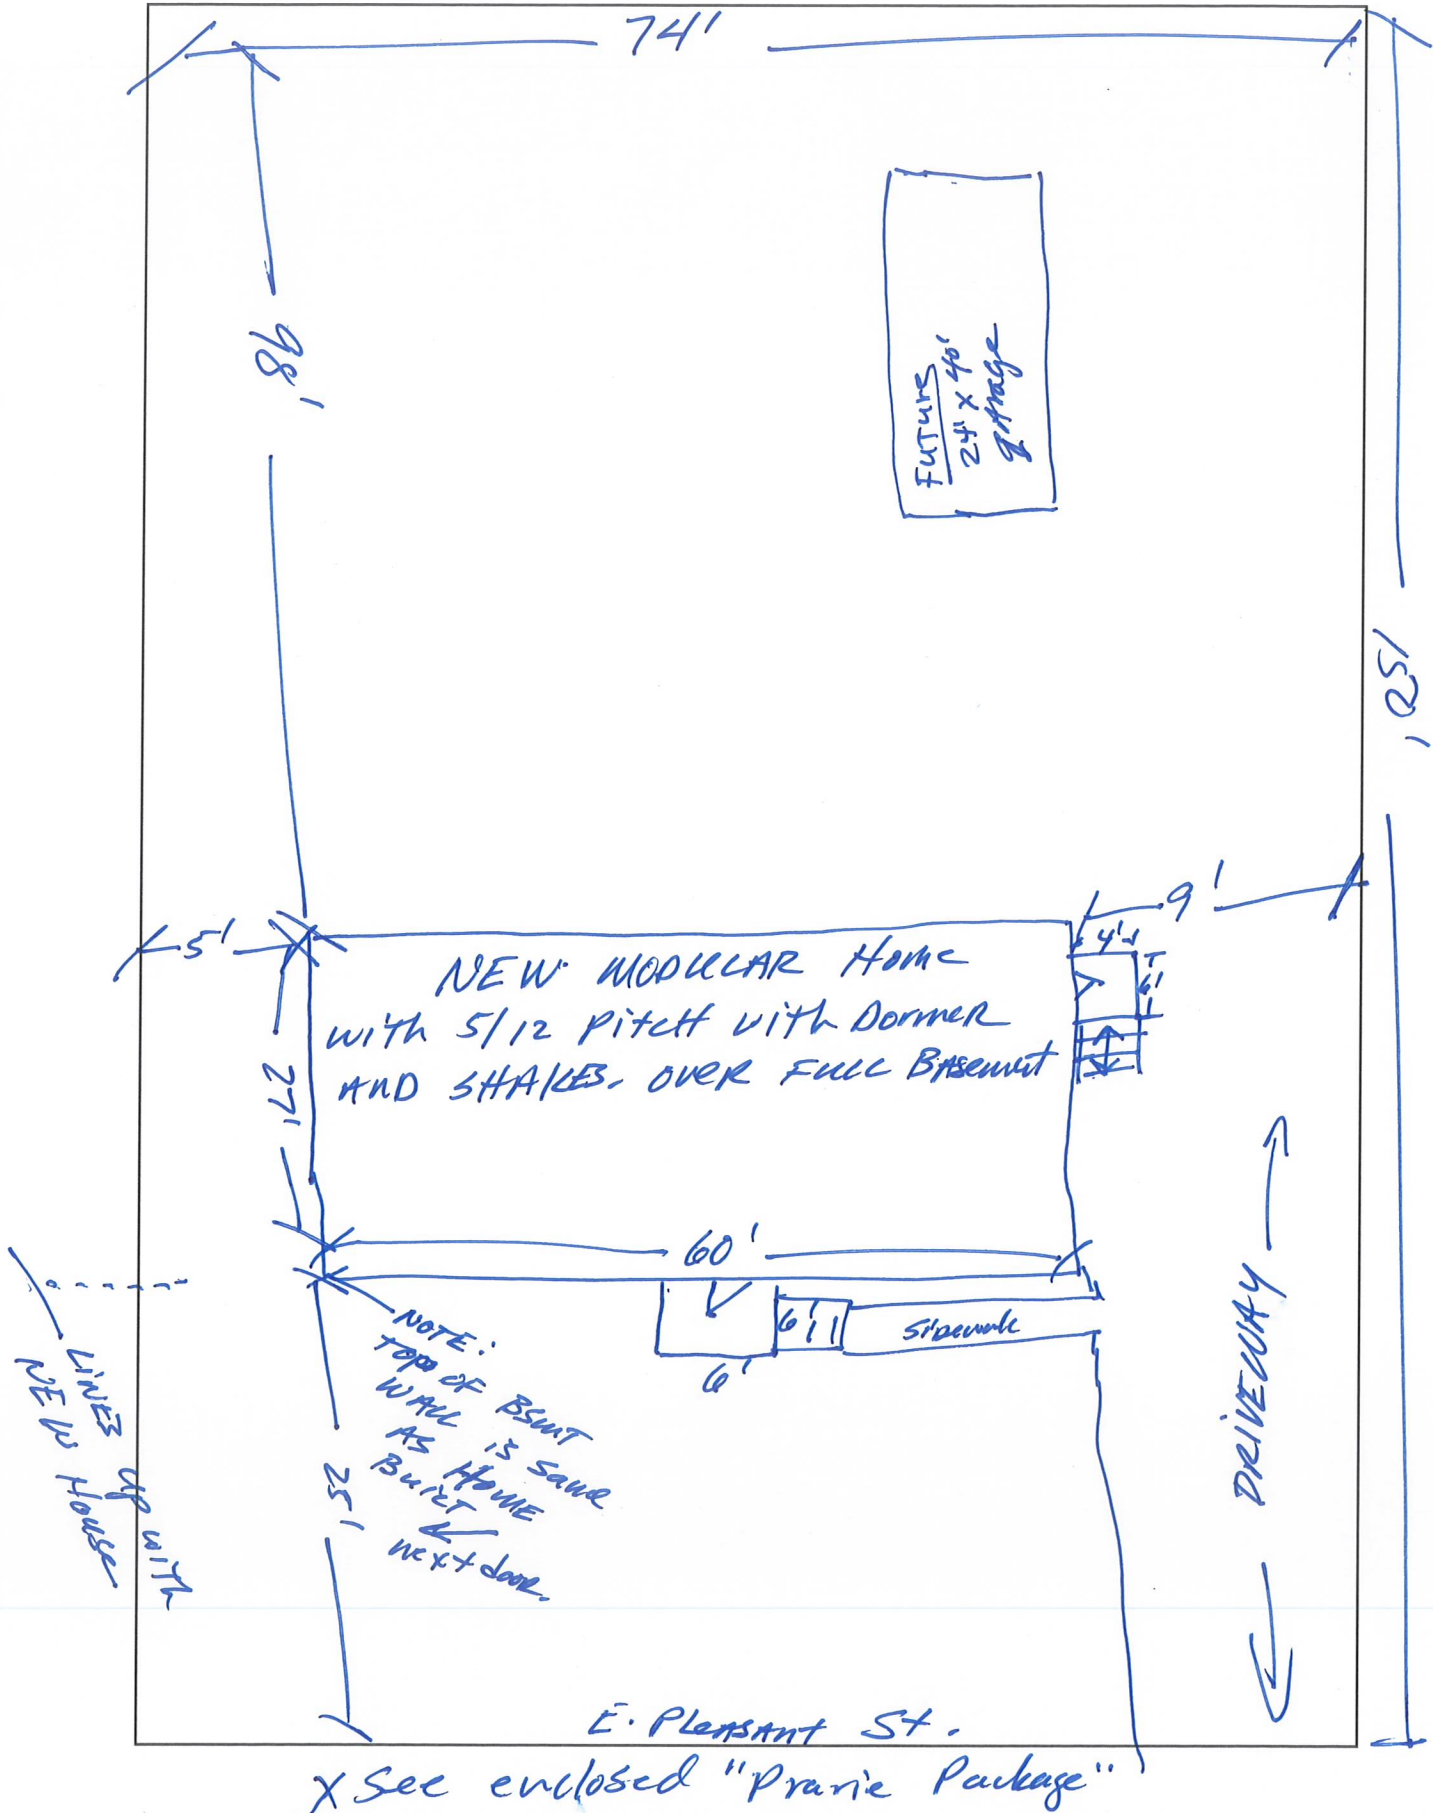 74'
98'
FUTURE
24' X 40'
garage
150'
5'
9'
4'
6'
NEW MODULAR Home
with 5/12 Pitch with Dormer
AND SHAKES. OVER FULL Basemnt
27'
60'
6'
6'
Sidewalk
NOTE:
TOP OF BSMT
WALL is same
AS HOME
BuilT
next door.
LINES up with
NEW House
25'
DRIVEWAY
E. PLEASANT St.
X See enclosed "Prarie Package"